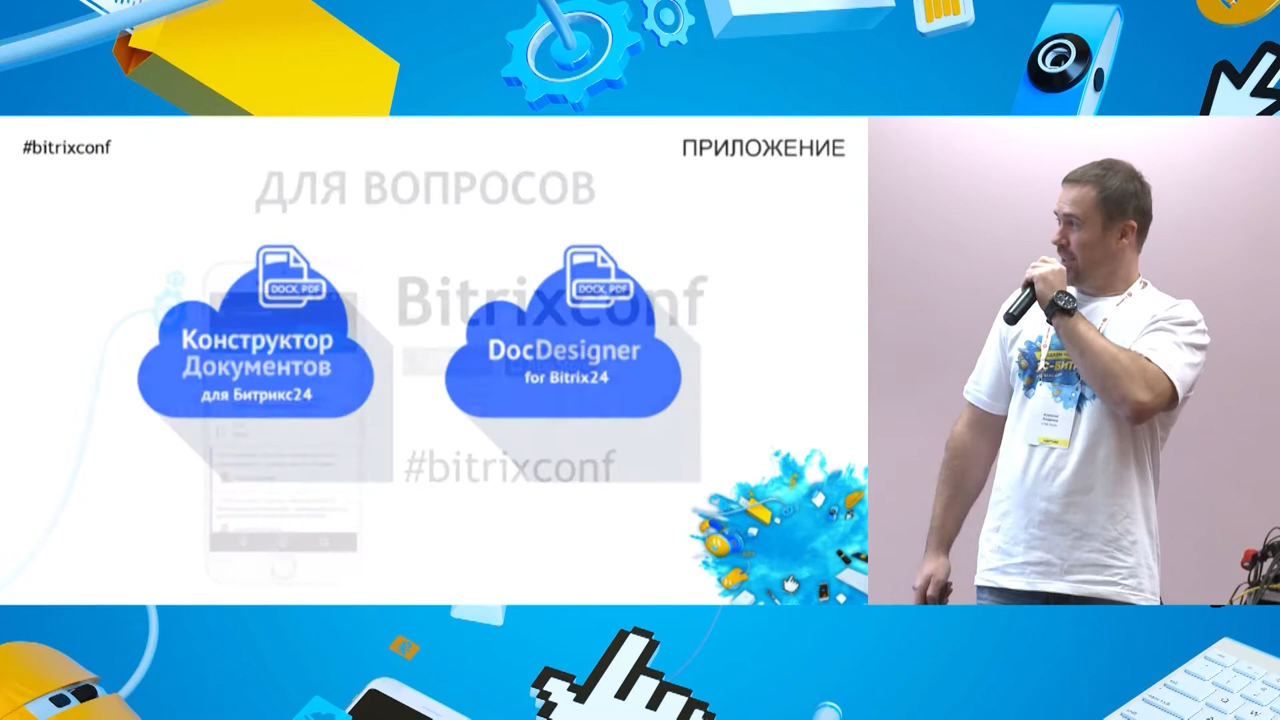 #bitrixconf
ПРИЛОЖЕНИЕ
ДЛЯ ВОПРОСОВ
DOCX, PDF
Конструктор
Документов
для Битрикс24
DOCX, PDF
DocDesigner
for Bitrix24
Bitrixconf
#bitrixconf